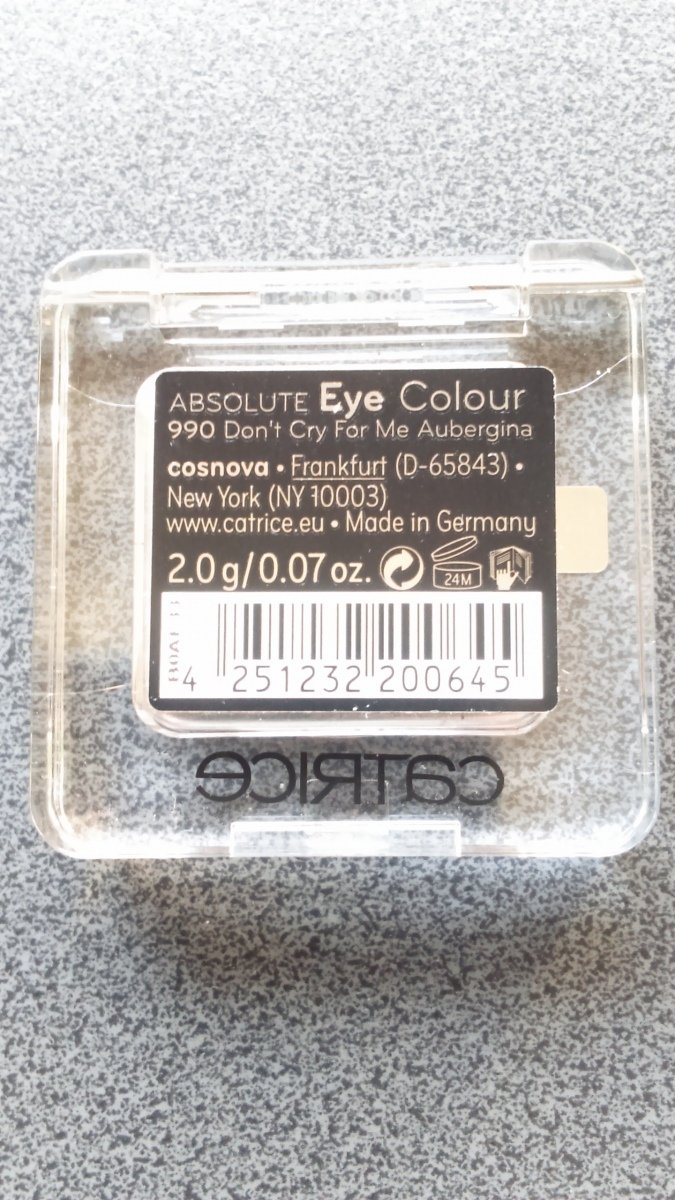 ABSOLUTE Eye Colour
990 Don't Cry For Me Aubergina
cosnova • Frankfurt (D-65843) •
New York (NY 10003)
www.catrice.eu • Made in Germany
2.0 g/0.07 oz.
24M
4 251232 200645
CATRICE